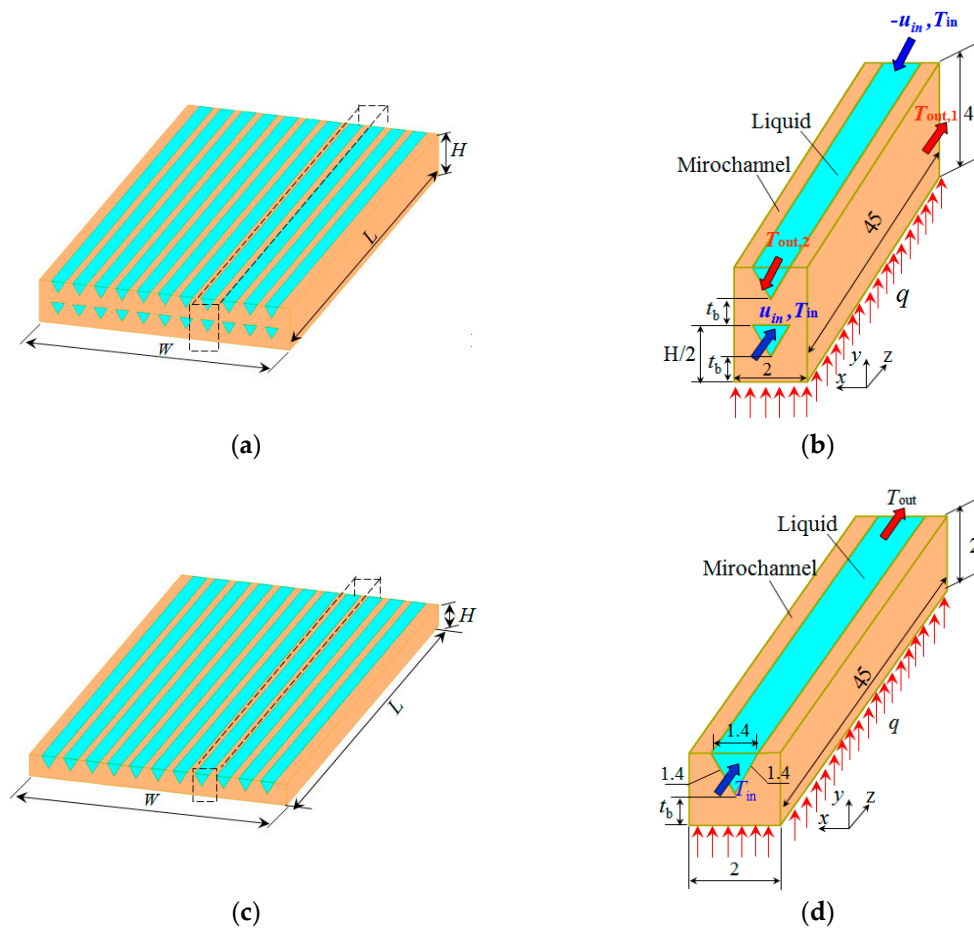 H
L
W
(a)
-u_in ,T_in
4
T_out,1
Liquid
Mirochannel
45
T_out,2
q
t_b
u_in ,T_in
H/2
t_b
2
y
z
x
(b)
H
L
W
(c)
T_out
Liquid
2
Mirochannel
45
q
1.4
1.4
1.4
T_in
t_b
y
z
x
2
(d)